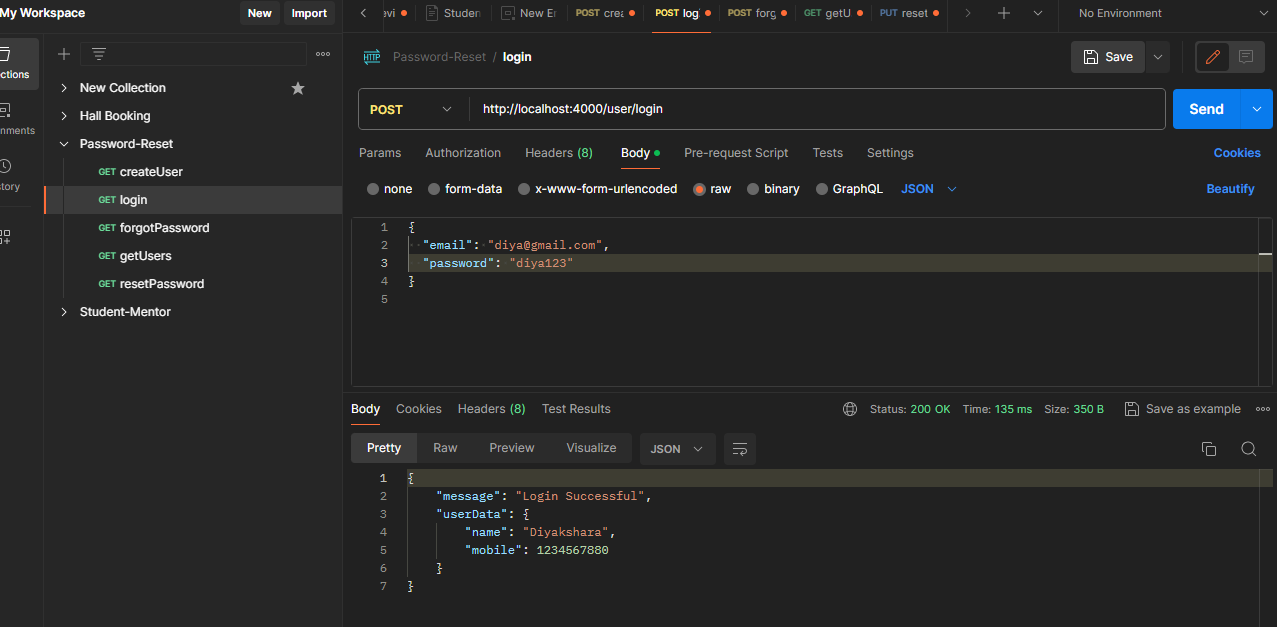 My Workspace New Import
evi Studen New Er POST crea POST log POST forg GET getU PUT reset No Environment
ctions
nments
story
New Collection
Hall Booking
Password-Reset
GET createUser
GET login
GET forgotPassword
GET getUsers
GET resetPassword
Student-Mentor
HTTP Password-Reset / login Save
POST http://localhost:4000/user/login Send
Params Authorization Headers (8) Body Pre-request Script Tests Settings Cookies
none form-data x-www-form-urlencoded raw binary GraphQL JSON Beautify
1 {
2 "email": "diya@gmail.com",
3 "password": "diya123"
4 }
5
Body Cookies Headers (8) Test Results Status: 200 OK Time: 135 ms Size: 350 B Save as example
Pretty Raw Preview Visualize JSON
1 {
2 "message": "Login Successful",
3 "userData": {
4 "name": "Diyakshara",
5 "mobile": 1234567880
6 }
7 }